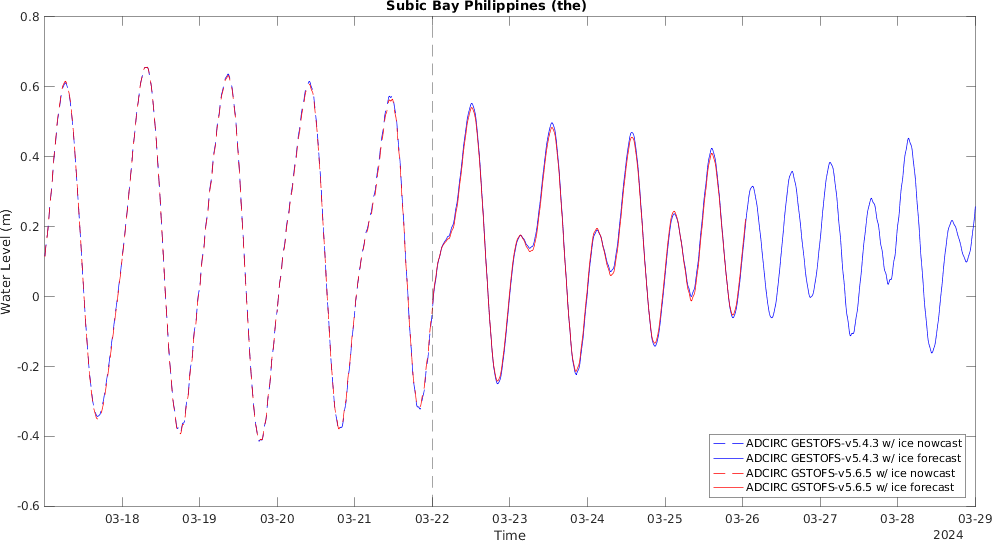 Subic Bay Philippines (the)
0.8
0.6
0.4
0.2
0
-0.2
-0.4
-0.6
Water Level (m)
ADCIRC GESTOFS-v5.4.3 w/ ice nowcast
ADCIRC GESTOFS-v5.4.3 w/ ice forecast
ADCIRC GSTOFS-v5.6.5 w/ ice nowcast
ADCIRC GSTOFS-v5.6.5 w/ ice forecast
03-18 03-19 03-20 03-21 03-22 03-23 03-24 03-25 03-26 03-27 03-28 03-29
Time
2024